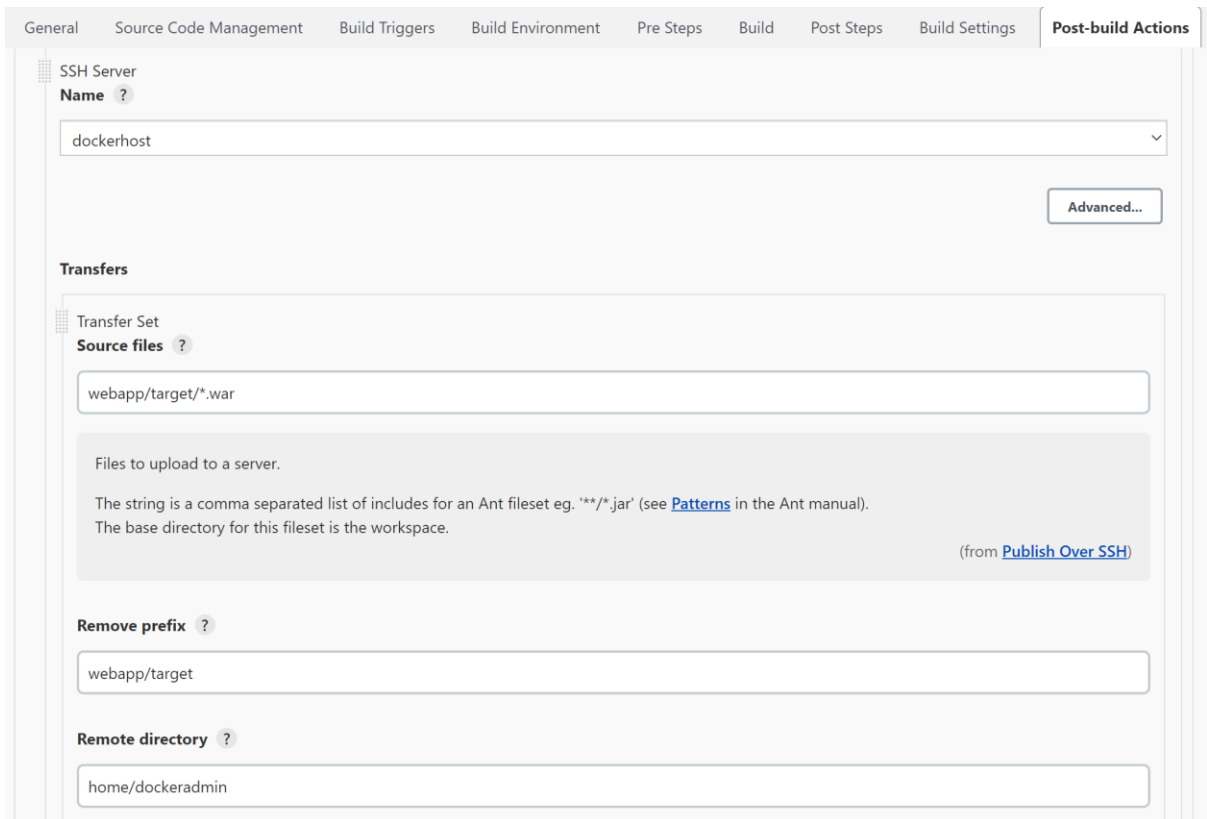 General Source Code Management Build Triggers Build Environment Pre Steps Build Post Steps Build Settings Post-build Actions
SSH Server
Name ?
dockerhost
Advanced...
Transfers
Transfer Set
Source files ?
webapp/target/*.war
Files to upload to a server.
The string is a comma separated list of includes for an Ant fileset eg. '**/*.jar' (see Patterns in the Ant manual).
The base directory for this fileset is the workspace.
(from Publish Over SSH)
Remove prefix ?
webapp/target
Remote directory ?
home/dockeradmin